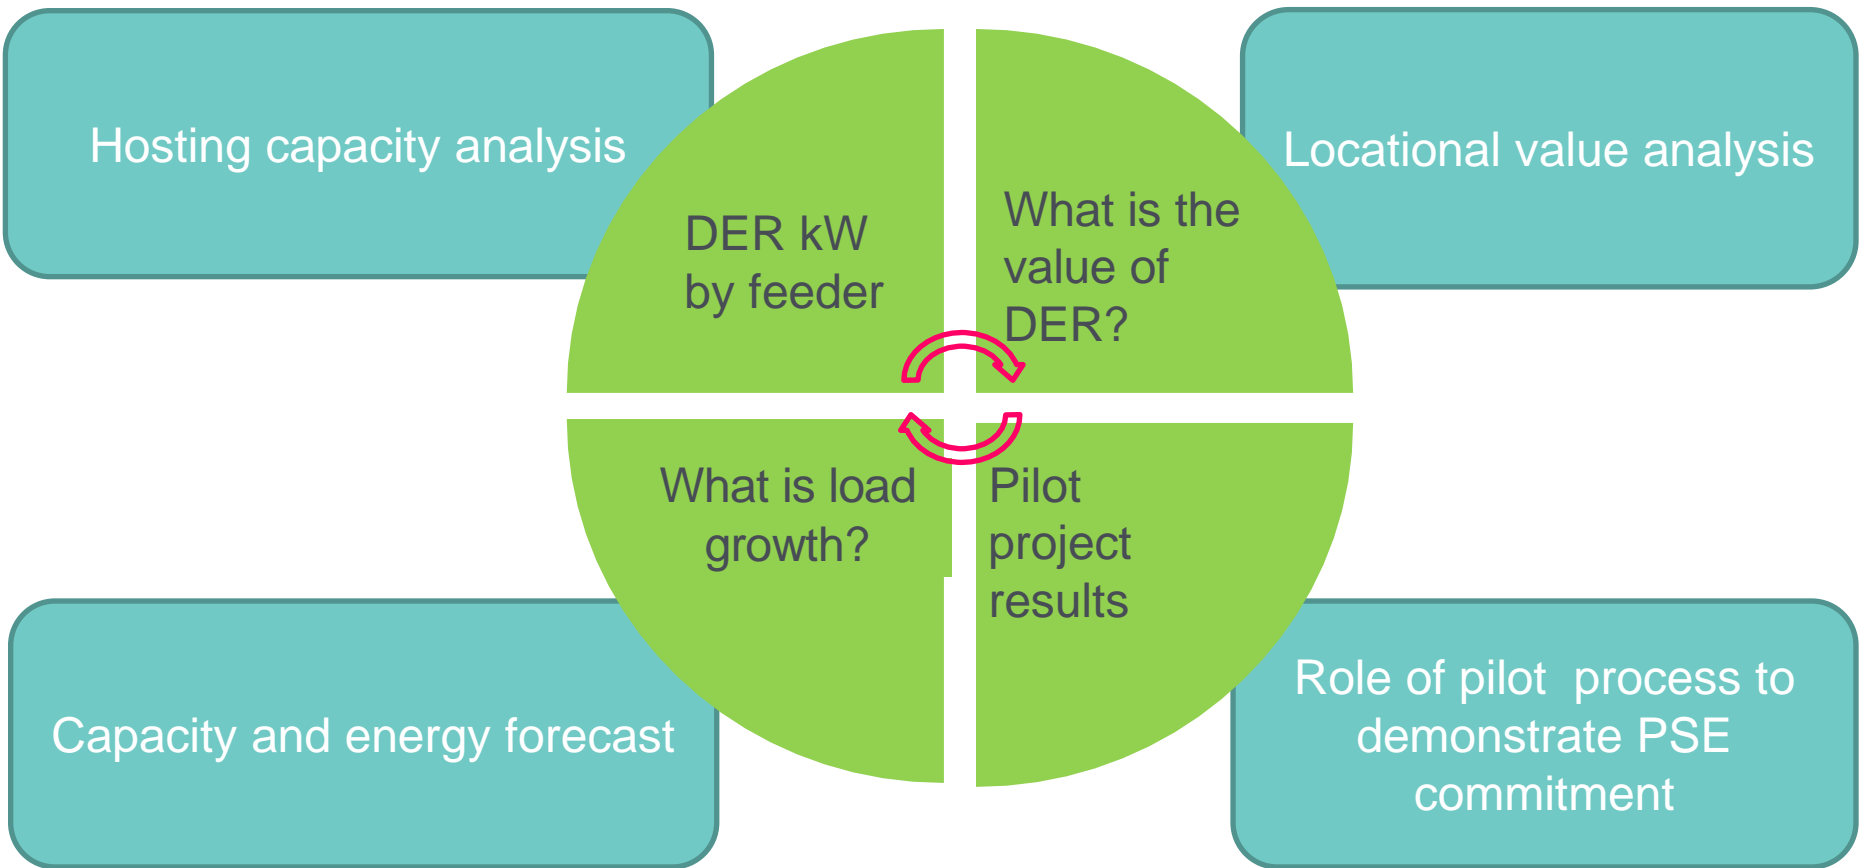 Hosting capacity analysis
DER kW
by feeder
What is the
value of
DER?
Locational value analysis
What is load
growth?
Pilot
project
results
Capacity and energy forecast
Role of pilot  process to
demonstrate PSE
commitment